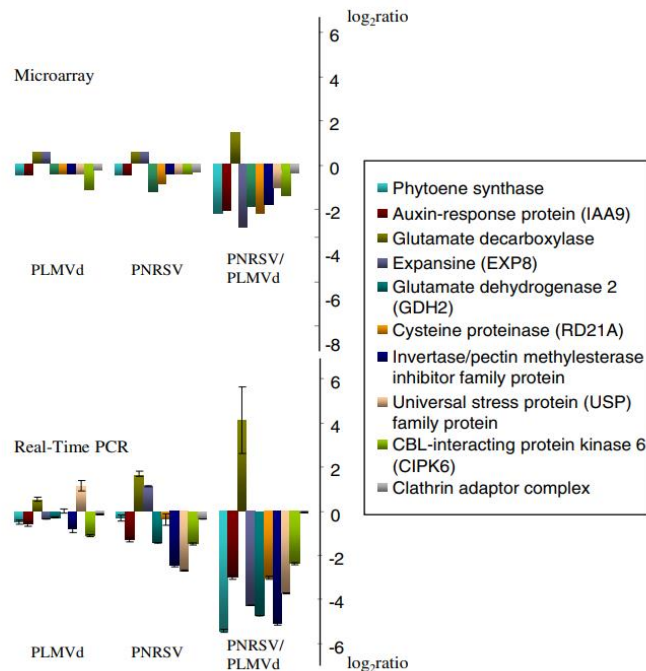 log₂ratio
6
Microarray
4
2
0
-2
-4
PLMVd PNRSV PNRSV/
PLMVd
-6
-8
Phytoene synthase
Auxin-response protein (IAA9)
Glutamate decarboxylase
Expansine (EXP8)
Glutamate dehydrogenase 2
(GDH2)
Cysteine proteinase (RD21A)
Invertase/pectin methylesterase
inhibitor family protein
Universal stress protein (USP)
family protein
CBL-interacting protein kinase 6
(CIPK6)
Clathrin adaptor complex
6
4
Real-Time PCR
2
0
-2
-4
PLMVd PNRSV PNRSV/
PLMVd
-6
log₂ratio